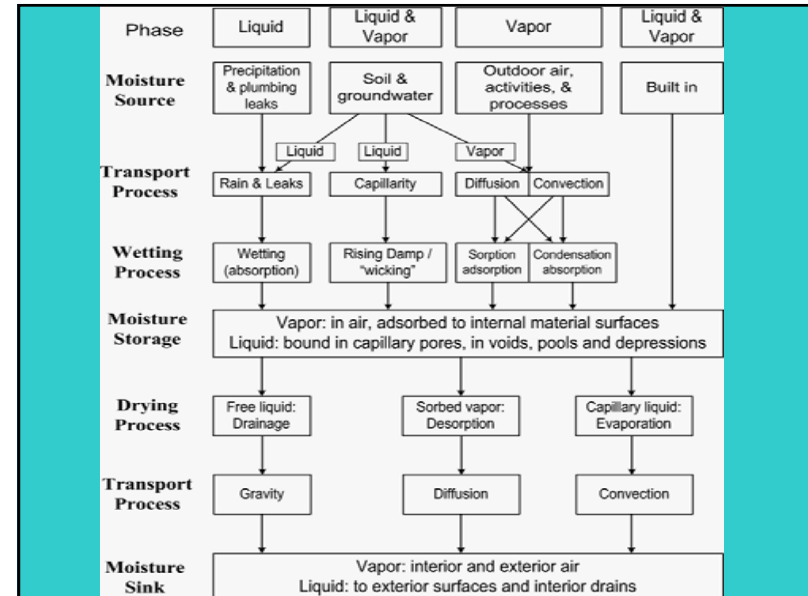 Phase
Liquid
Liquid &
Vapor
Vapor
Liquid &
Vapor
Moisture
Source
Precipitation
& plumbing
leaks
Soil &
groundwater
Outdoor air,
activities, &
processes
Built in
Liquid
Liquid
Vapor
Transport
Process
Rain & Leaks
Capillarity
Diffusion
Convection
Wetting
Process
Wetting
(absorption)
Rising Damp /
“wicking”
Sorption
adsorption
Condensation
absorption
Moisture
Storage
Vapor: in air, adsorbed to internal material surfaces
Liquid: bound in capillary pores, in voids, pools and depressions
Drying
Process
Free liquid:
Drainage
Sorbed vapor:
Desorption
Capillary liquid:
Evaporation
Transport
Process
Gravity
Diffusion
Convection
Moisture
Sink
Vapor: interior and exterior air
Liquid: to exterior surfaces and interior drains